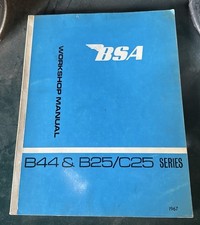 BSA
WORKSHOP MANUAL
B44 & B25/C25 SERIES
1967